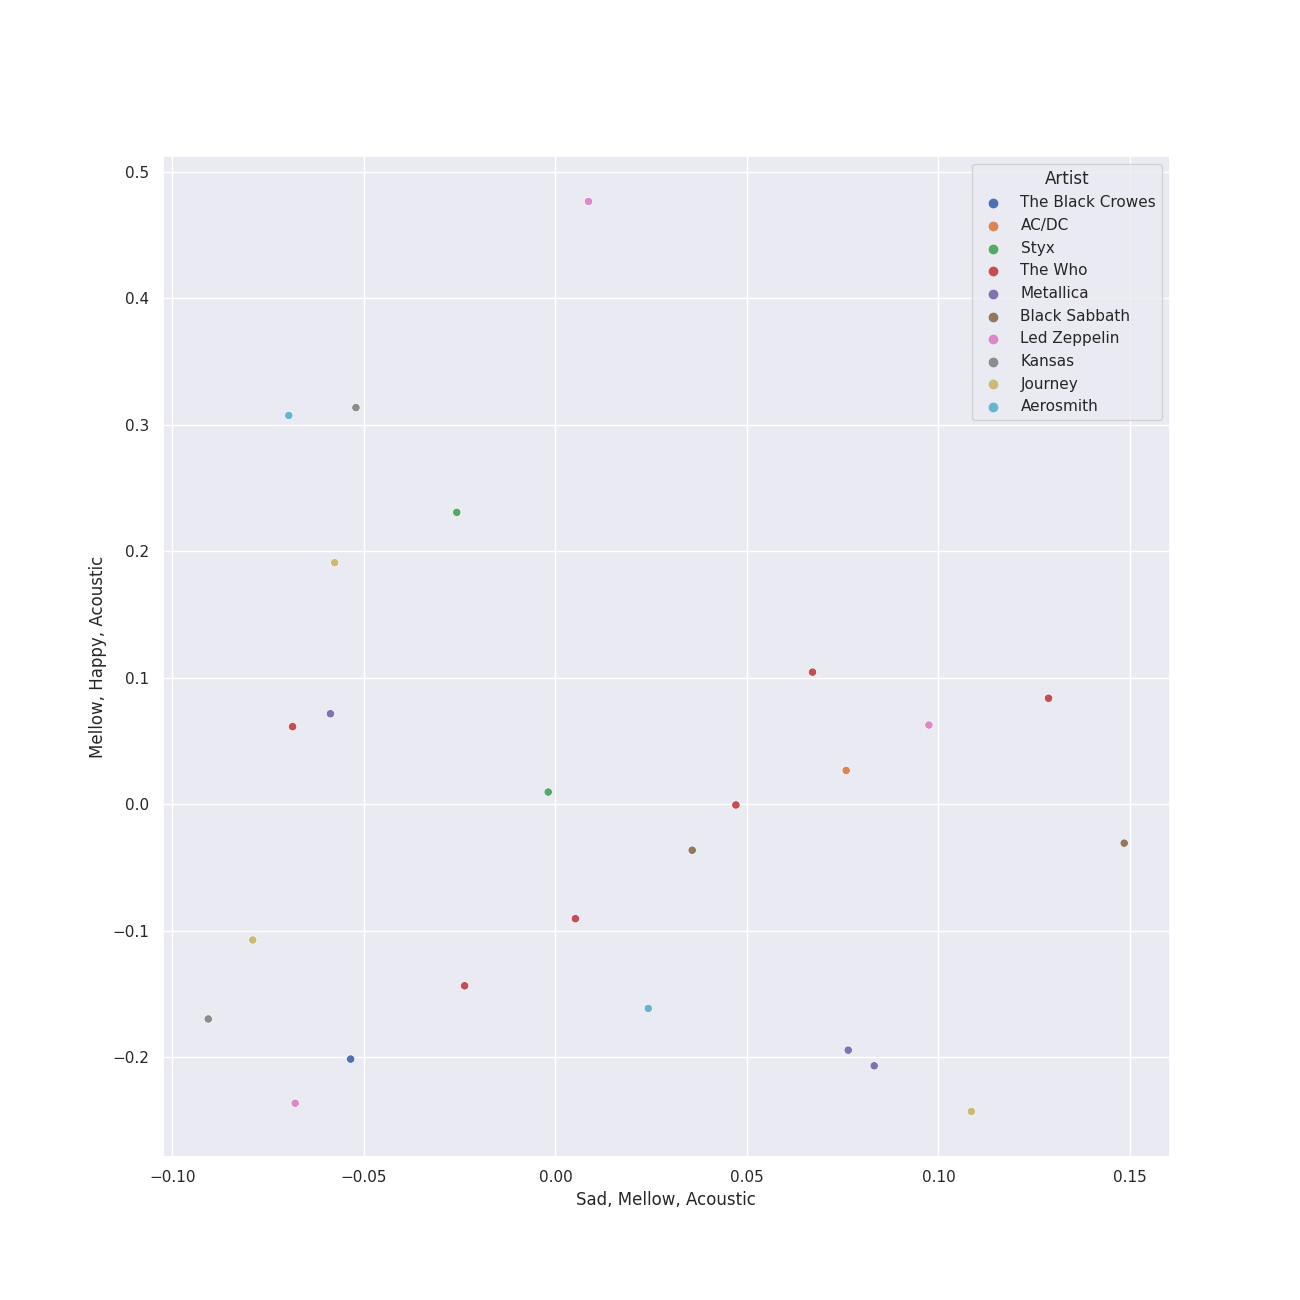 Artist
The Black Crowes
AC/DC
Styx
The Who
Metallica
Black Sabbath
Led Zeppelin
Kansas
Journey
Aerosmith
0.5
0.4
0.3
0.2
0.1
0.0
−0.1
−0.2
Mellow, Happy, Acoustic
−0.10 −0.05 0.00 0.05 0.10 0.15
Sad, Mellow, Acoustic